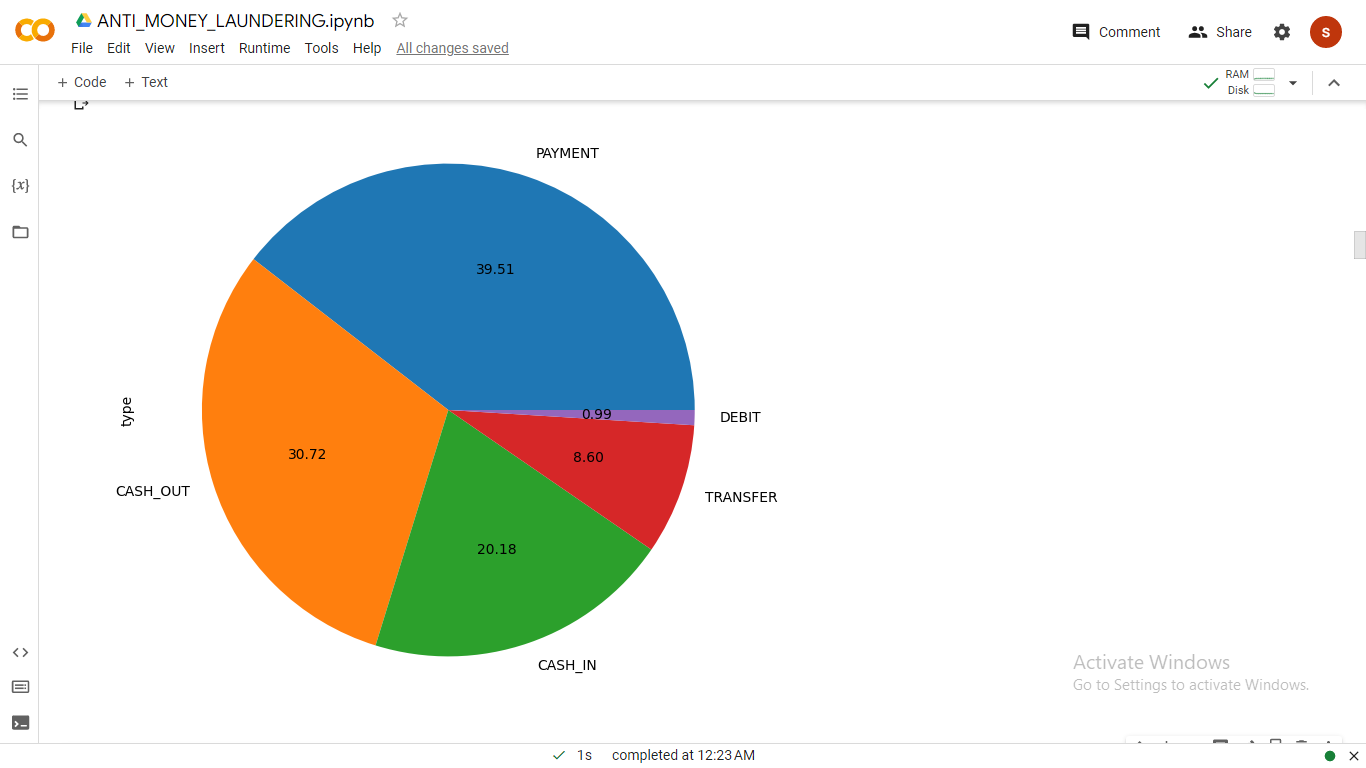 ANTI_MONEY_LAUNDERING.ipynb
File Edit View Insert Runtime Tools Help All changes saved
Comment Share S
+ Code + Text
RAM
Disk
{x}
PAYMENT
39.51
type
0.99
DEBIT
30.72
8.60
CASH_OUT
TRANSFER
20.18
CASH_IN
Activate Windows
Go to Settings to activate Windows.
1s completed at 12:23 AM